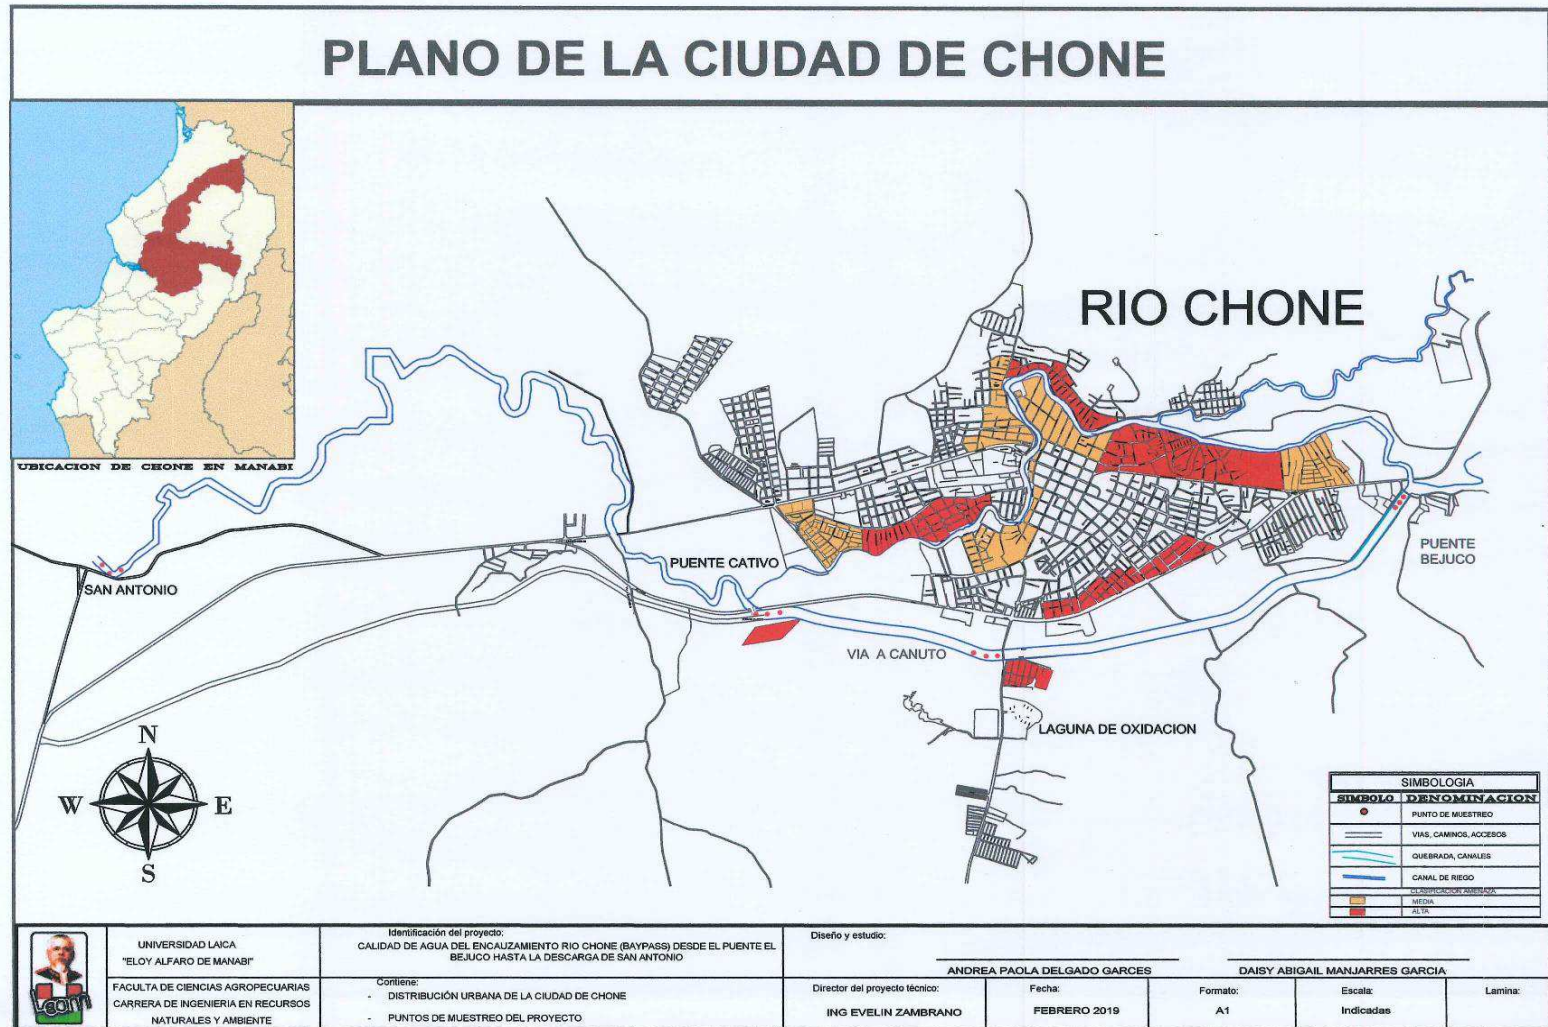 PLANO DE LA CIUDAD DE CHONE
UBICACION DE CHONE EN MANABI
RIO CHONE
PUENTE CATIVO
SAN ANTONIO
PUENTE
BEJUCO
VIA A CANUTO
LAGUNA DE OXIDACION
N
W
E
S
SIMBOLOGIA
SIMBOLO DENOMINACION
PUNTO DE MUESTREO
VIAS, CAMINOS, ACCESOS
QUEBRADA, CANALES
CANAL DE RIEGO
CLASIFICACION AMENAZA
MEDIA
ALTA
Uleam
UNIVERSIDAD LAICA
"ELOY ALFARO DE MANABI"
FACULTA DE CIENCIAS AGROPECUARIAS
CARRERA DE INGENIERIA EN RECURSOS
NATURALES Y AMBIENTE
Identificación del proyecto:
CALIDAD DE AGUA DEL ENCAUZAMIENTO RIO CHONE (BAYPASS) DESDE EL PUENTE EL
BEJUCO HASTA LA DESCARGA DE SAN ANTONIO
Contiene:
- DISTRIBUCIÓN URBANA DE LA CIUDAD DE CHONE
- PUNTOS DE MUESTREO DEL PROYECTO
Diseño y estudio:
ANDREA PAOLA DELGADO GARCES
DAISY ABIGAIL MANJARRES GARCIA
Director del proyecto técnico:
ING EVELIN ZAMBRANO
Fecha:
FEBRERO 2019
Formato:
A1
Escala:
Indicadas
Lamina: